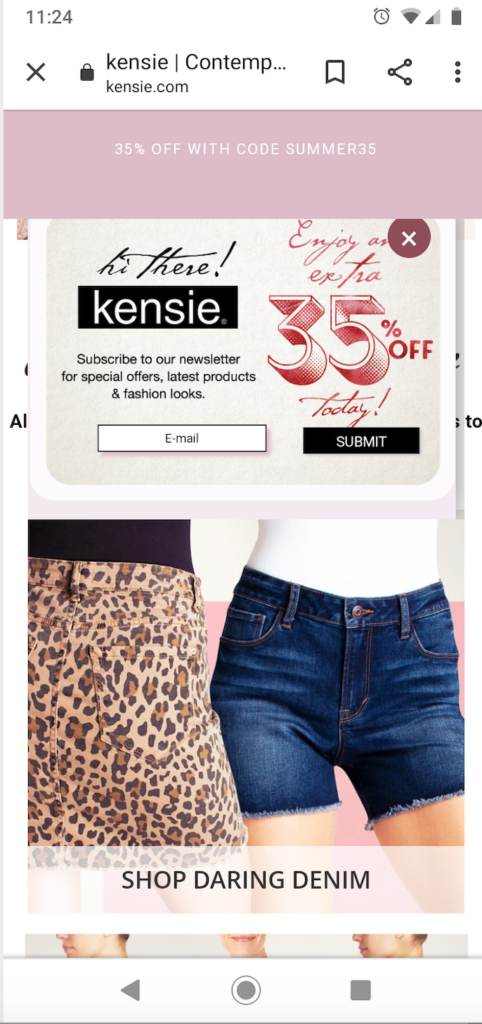 11:24
kensie | Contemp...
kensie.com
35% OFF WITH CODE SUMMER35
Enjoy an
extra
hi there!
kensie.
35% OFF
Subscribe to our newsletter
for special offers, latest products
& fashion looks.
Today!
E-mail
SUBMIT
Al
s to
SHOP DARING DENIM